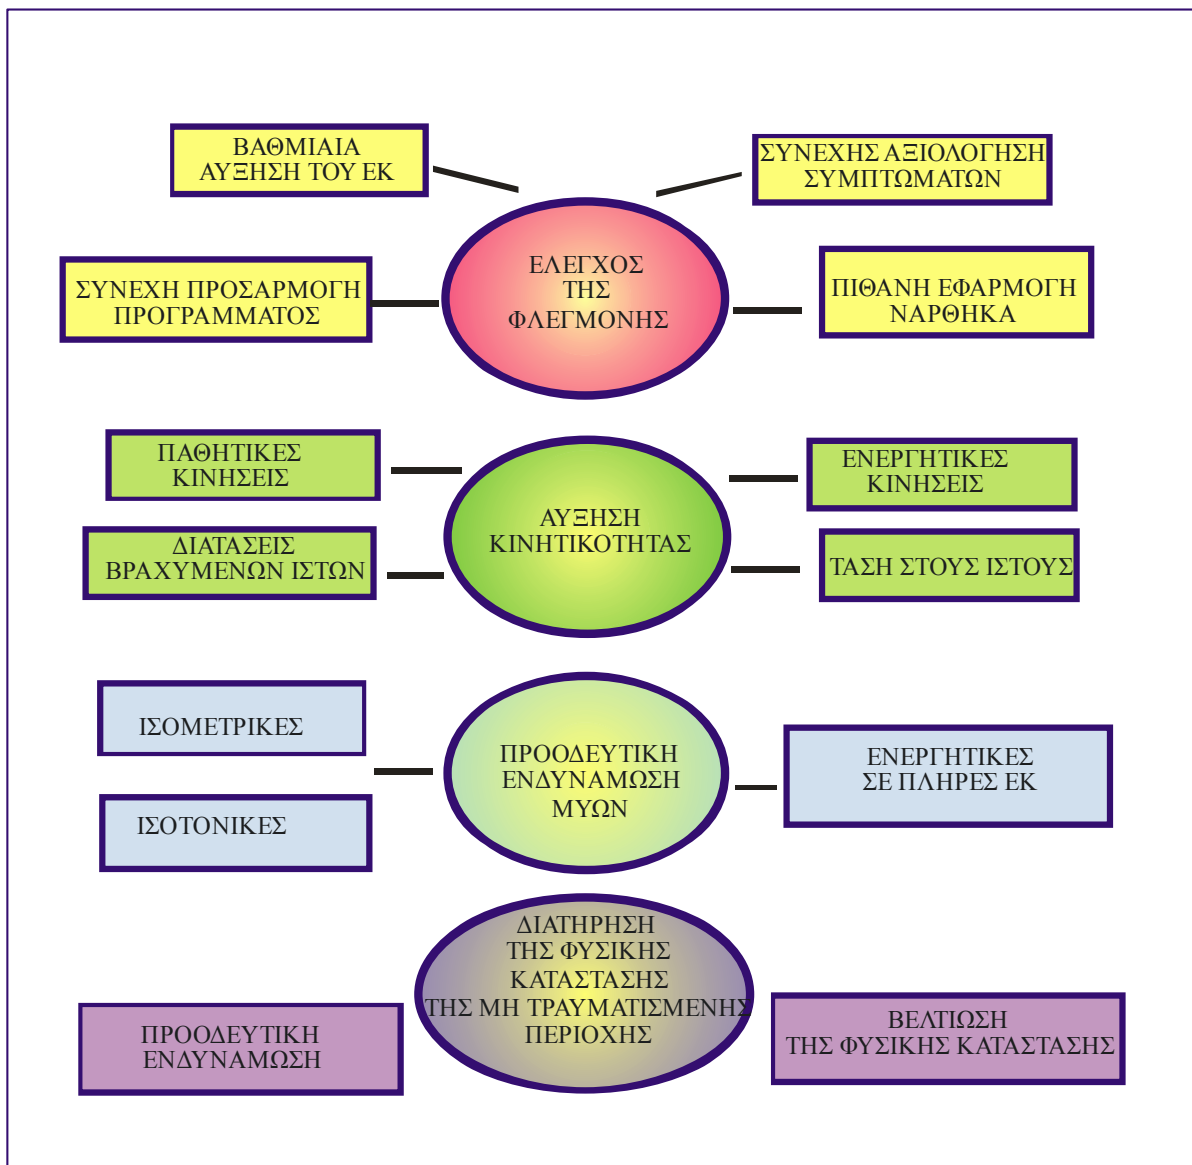 ΒΑΘΜΙΑΙΑ
ΑΥΞΗΣΗ ΤΟΥ ΕΚ
ΣΥΝΕΧΗΣ ΑΞΙΟΛΟΓΗΣΗ
ΣΥΜΠΤΩΜΑΤΩΝ
ΕΛΕΓΧΟΣ
ΤΗΣ
ΦΛΕΓΜΟΝΗΣ
ΣΥΝΕΧΗ ΠΡΟΣΑΡΜΟΓΗ
ΠΡΟΓΡΑΜΜΑΤΟΣ
ΠΙΘΑΝΗ ΕΦΑΡΜΟΓΗ
ΝΑΡΘΗΚΑ
ΠΑΘΗΤΙΚΕΣ
ΚΙΝΗΣΕΙΣ
ΕΝΕΡΓΗΤΙΚΕΣ
ΚΙΝΗΣΕΙΣ
ΑΥΞΗΣΗ
ΚΙΝΗΤΙΚΟΤΗΤΑΣ
ΔΙΑΤΑΣΕΙΣ
ΒΡΑΧΥΜΕΝΩΝ ΙΣΤΩΝ
ΤΑΣΗ ΣΤΟΥΣ ΙΣΤΟΥΣ
ΙΣΟΜΕΤΡΙΚΕΣ
ΠΡΟΟΔΕΥΤΙΚΗ
ΕΝΔΥΝΑΜΩΣΗ
ΜΥΩΝ
ΕΝΕΡΓΗΤΙΚΕΣ
ΣΕ ΠΛΗΡΕΣ ΕΚ
ΙΣΟΤΟΝΙΚΕΣ
ΔΙΑΤΗΡΗΣΗ
ΤΗΣ ΦΥΣΙΚΗΣ
ΚΑΤΑΣΤΑΣΗΣ
ΤΗΣ ΜΗ ΤΡΑΥΜΑΤΙΣΜΕΝΗΣ
ΠΕΡΙΟΧΗΣ
ΠΡΟΟΔΕΥΤΙΚΗ
ΕΝΔΥΝΑΜΩΣΗ
ΒΕΛΤΙΩΣΗ
ΤΗΣ ΦΥΣΙΚΗΣ ΚΑΤΑΣΤΑΣΗΣ